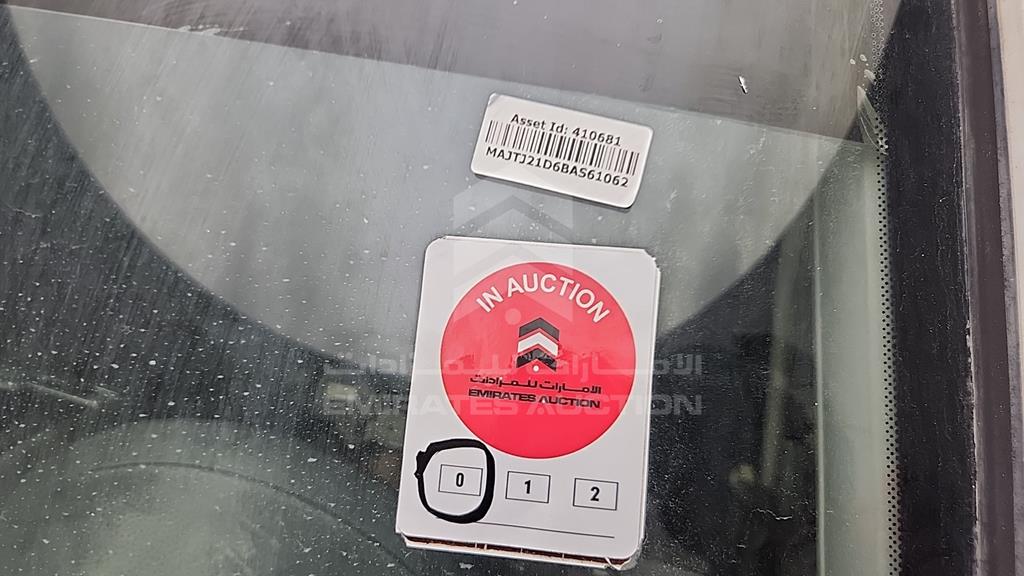 Asset Id: 410681
MAJTJ21D6BAS61062
IN AUCTION
الامارات للمزادات
EMIRATES AUCTION
الامارات للمزادات
EMIRATES AUCTION
0 1 2